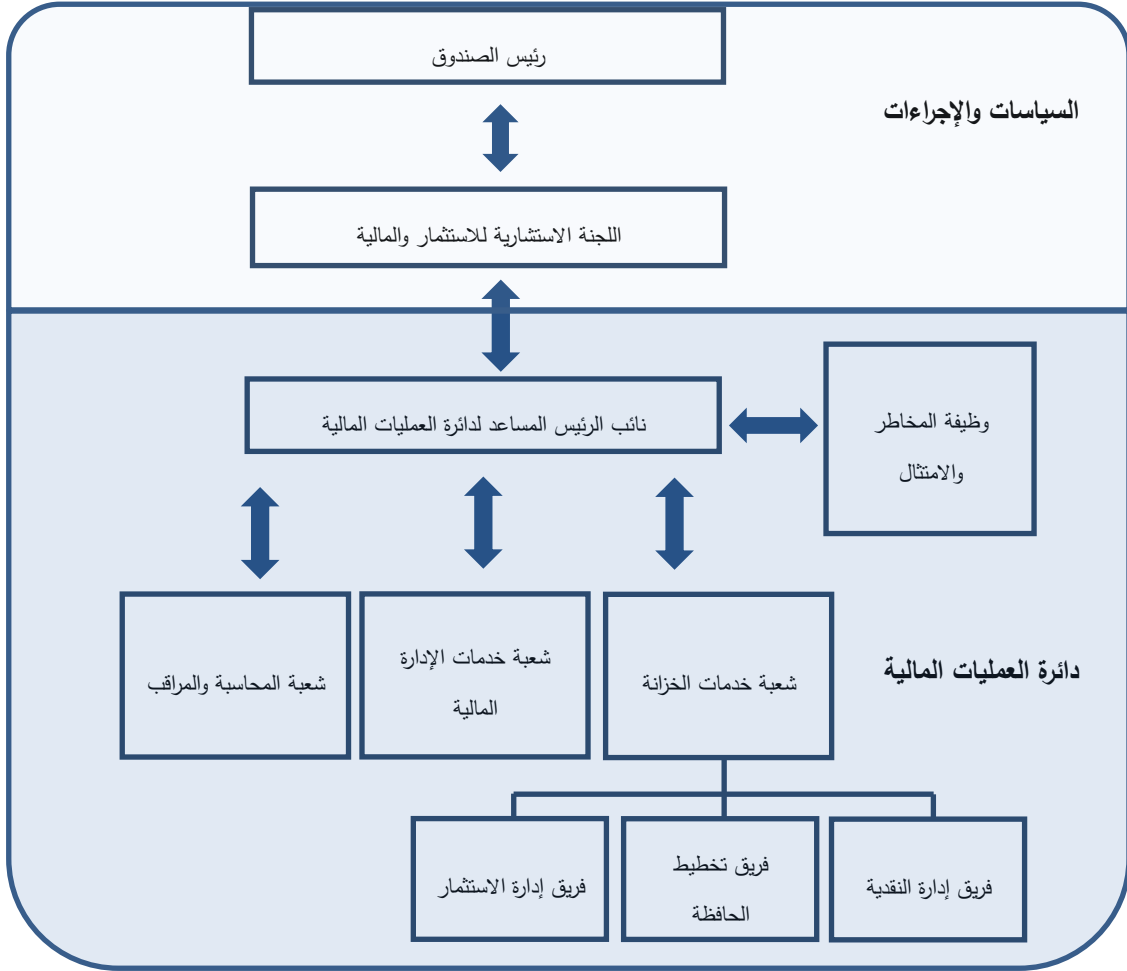 رئيس الصندوق
السياسات والإجراءات
اللجنة الاستشارية للاستثمار والمالية
نائب الرئيس المساعد لدائرة العمليات المالية
وظيفة المخاطر
والامتثال
دائرة العمليات المالية
شعبة خدمات الخزانة
شعبة خدمات الإدارة
المالية
شعبة المحاسبة والمراقب
فريق إدارة النقدية
فريق تخطيط
الحافظة
فريق إدارة الاستثمار